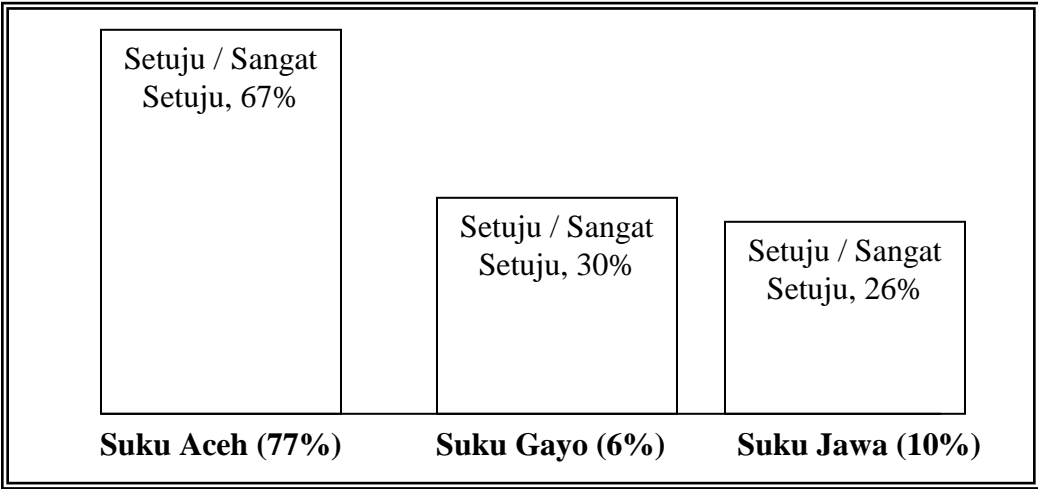 Setuju / Sangat
Setuju, 67%
Setuju / Sangat
Setuju, 30%
Setuju / Sangat
Setuju, 26%
Suku Aceh (77%)
Suku Gayo (6%)
Suku Jawa (10%)